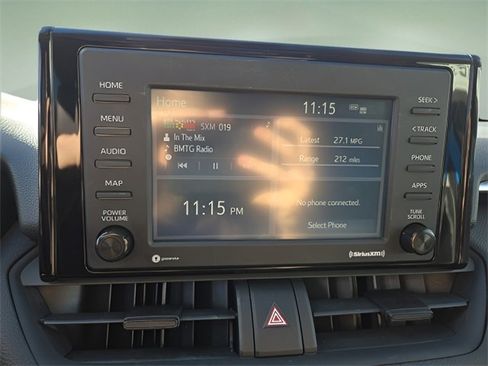 HOME
MENU
AUDIO
MAP
POWER
VOLUME
Home
11:15
SXM 019
In The Mix
BMTG Radio
Latest 27.1 MPG
Range 212 miles
11:15 PM
No phone connected.
Select Phone
SEEK >
< TRACK
PHONE
APPS
TUNE
SCROLL
((SiriusXM))